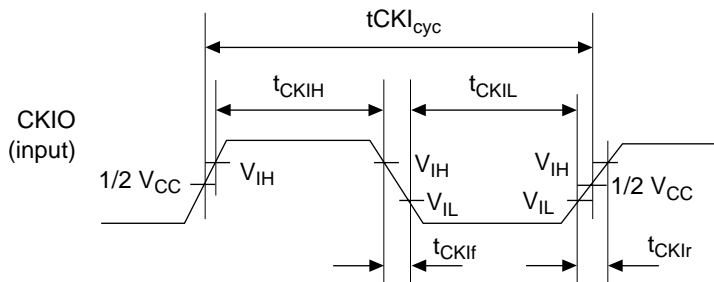 tCKIcyc
tCKIH
tCKIL
CKIO
(input)
VIH
VIH
VIH
1/2 VCC
1/2 VCC
VIL
VIL
tCKIf
tCKIr